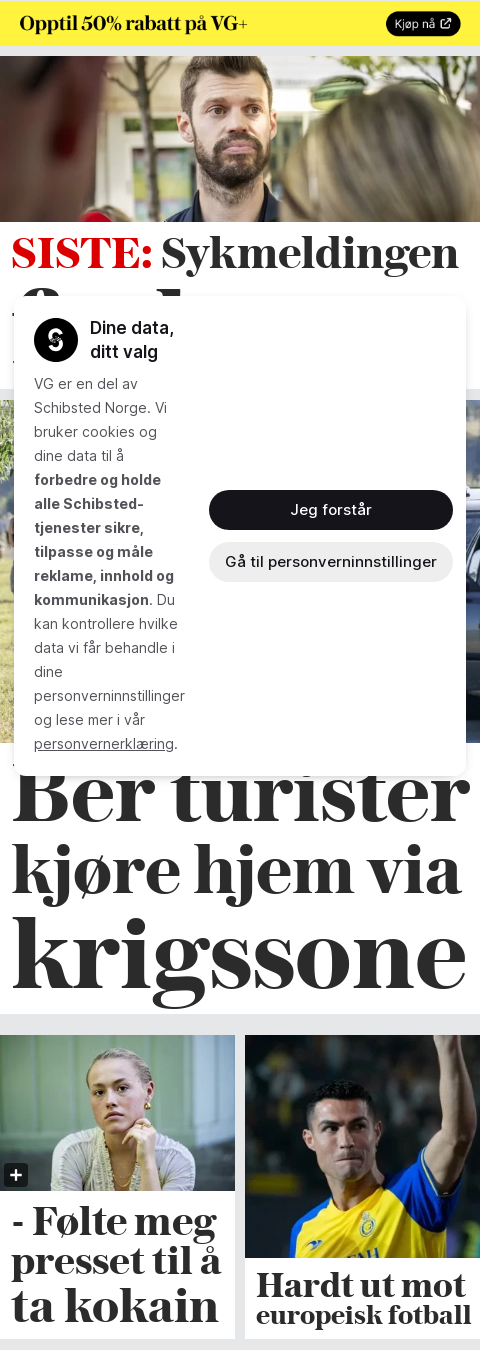 Opptil 50% rabatt på VG+
Kjøp nå
SISTE: Sykmeldingen
Dine data,
ditt valg
VG er en del av
Schibsted Norge. Vi
bruker cookies og
dine data til å
forbedre og holde
alle Schibsted-
tjenester sikre,
tilpasse og måle
reklame, innhold og
kommunikasjon. Du
kan kontrollere hvilke
data vi får behandle i
dine
personverninnstillinger
og lese mer i vår
personvernerklæring.
Jeg forstår
Gå til personverninnstillinger
Ber turister
kjøre hjem via
krigssone
- Følte meg
presset til å
ta kokain
Hardt ut mot
europeisk fotball